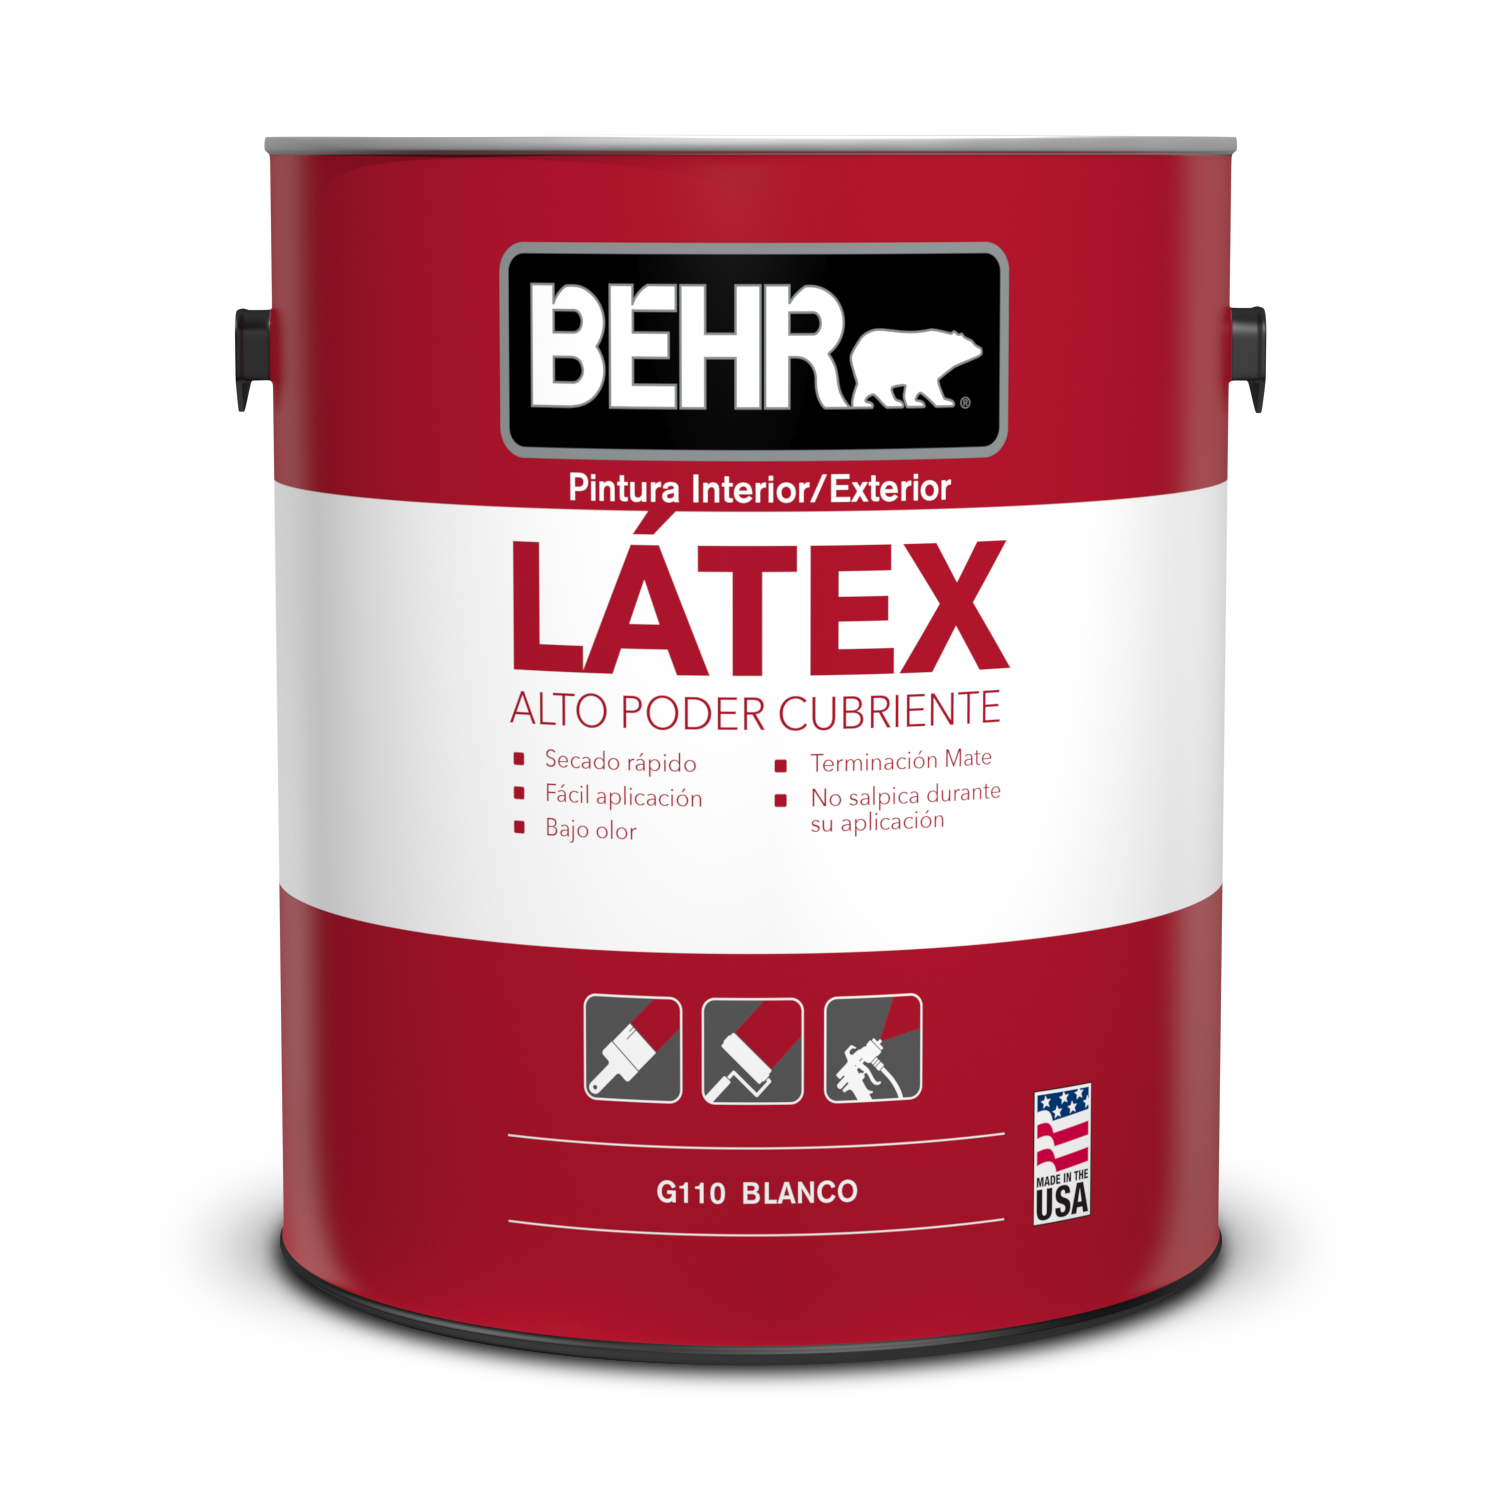 BEHR®
Pintura Interior/Exterior
LÁTEX
ALTO PODER CUBRIENTE
Secado rápido
Fácil aplicación
Bajo olor
Terminación Mate
No salpica durante
su aplicación
G110 BLANCO
MADE IN THE
USA